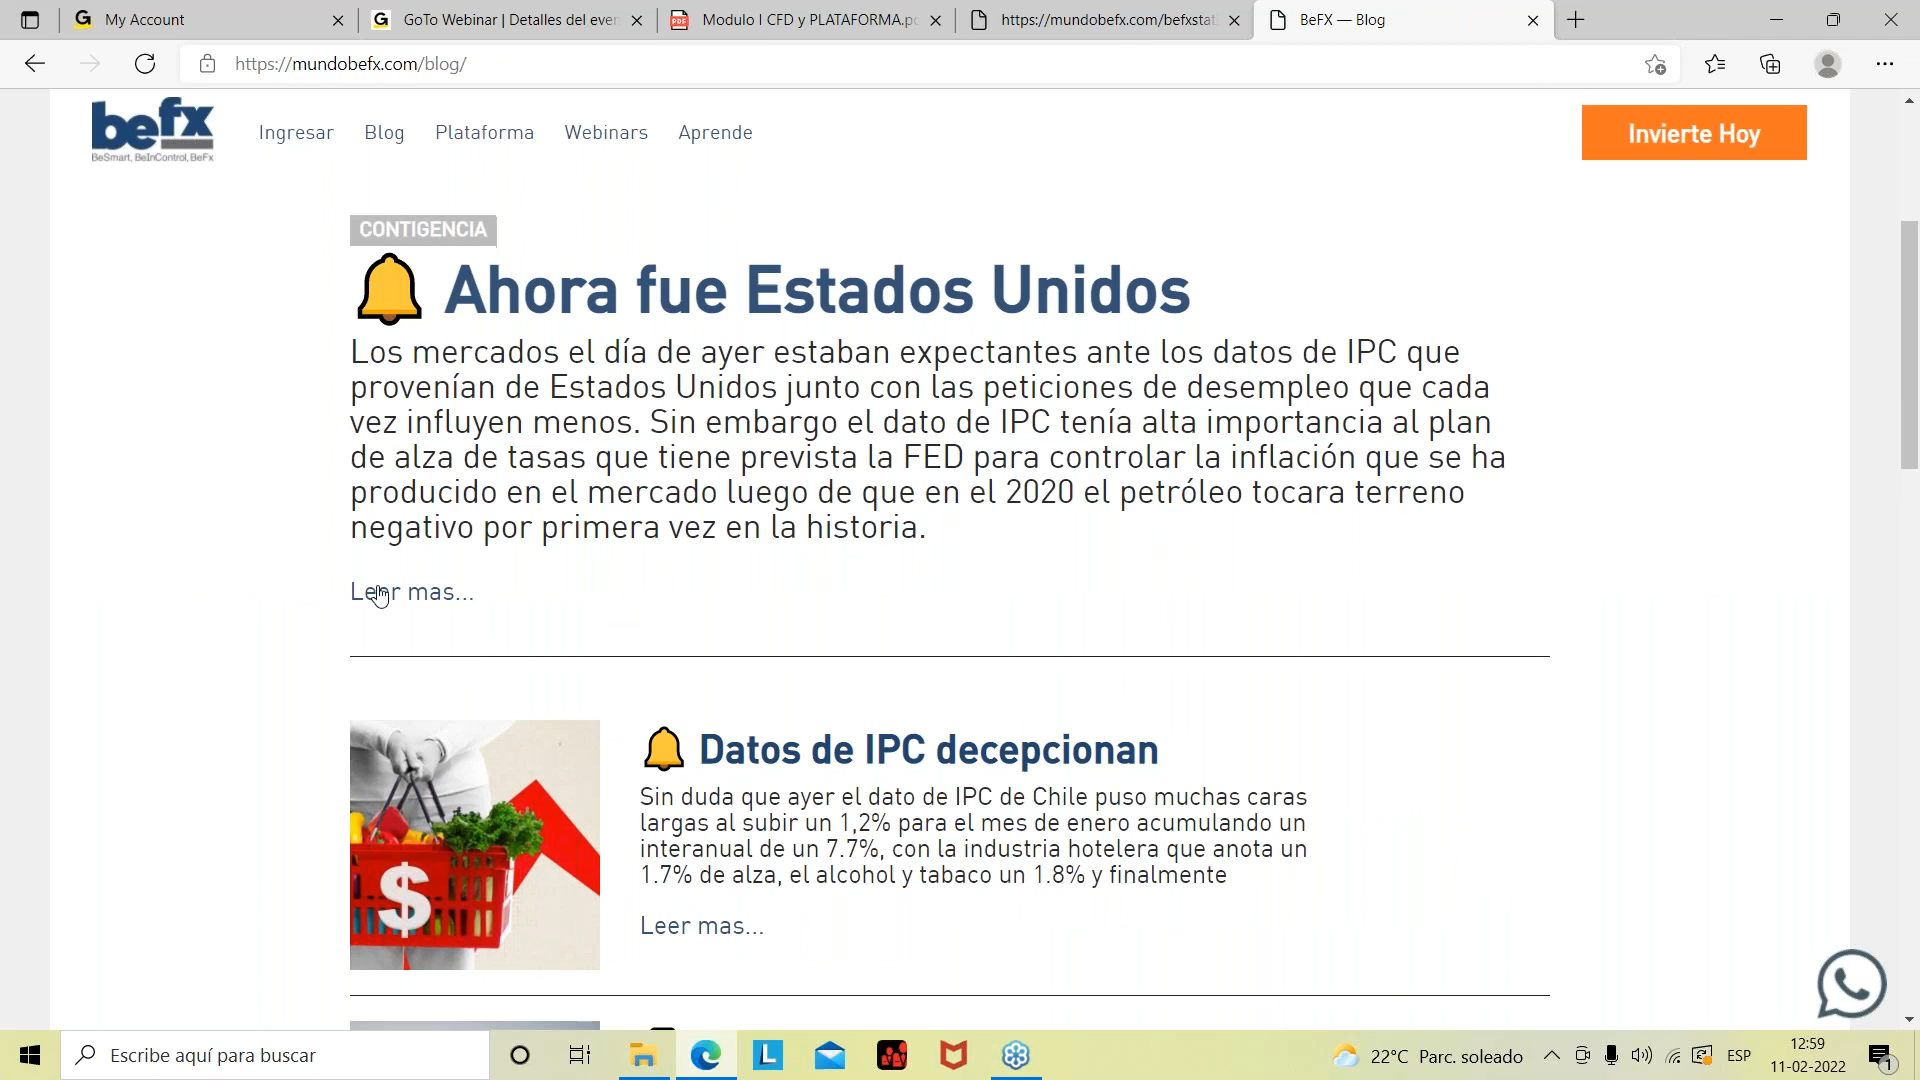 My Account
GoTo Webinar | Detalles del even
Modulo I CFD y PLATAFORMA.pd
https://mundobefx.com/befxstat
BeFX — Blog
https://mundobefx.com/blog/
befx
BeSmart, BeInControl, BeFx
Ingresar
Blog
Plataforma
Webinars
Aprende
Invierte Hoy
CONTIGENCIA
Ahora fue Estados Unidos
Los mercados el día de ayer estaban expectantes ante los datos de IPC que
provenían de Estados Unidos junto con las peticiones de desempleo que cada
vez influyen menos. Sin embargo el dato de IPC tenía alta importancia al plan
de alza de tasas que tiene prevista la FED para controlar la inflación que se ha
producido en el mercado luego de que en el 2020 el petróleo tocara terreno
negativo por primera vez en la historia.
Leer mas...
Datos de IPC decepcionan
Sin duda que ayer el dato de IPC de Chile puso muchas caras
largas al subir un 1,2% para el mes de enero acumulando un
interanual de un 7.7%, con la industria hotelera que anota un
1.7% de alza, el alcohol y tabaco un 1.8% y finalmente
Leer mas...
$
Escribe aquí para buscar
22°C Parc. soleado
ESP
12:59
11-02-2022
1